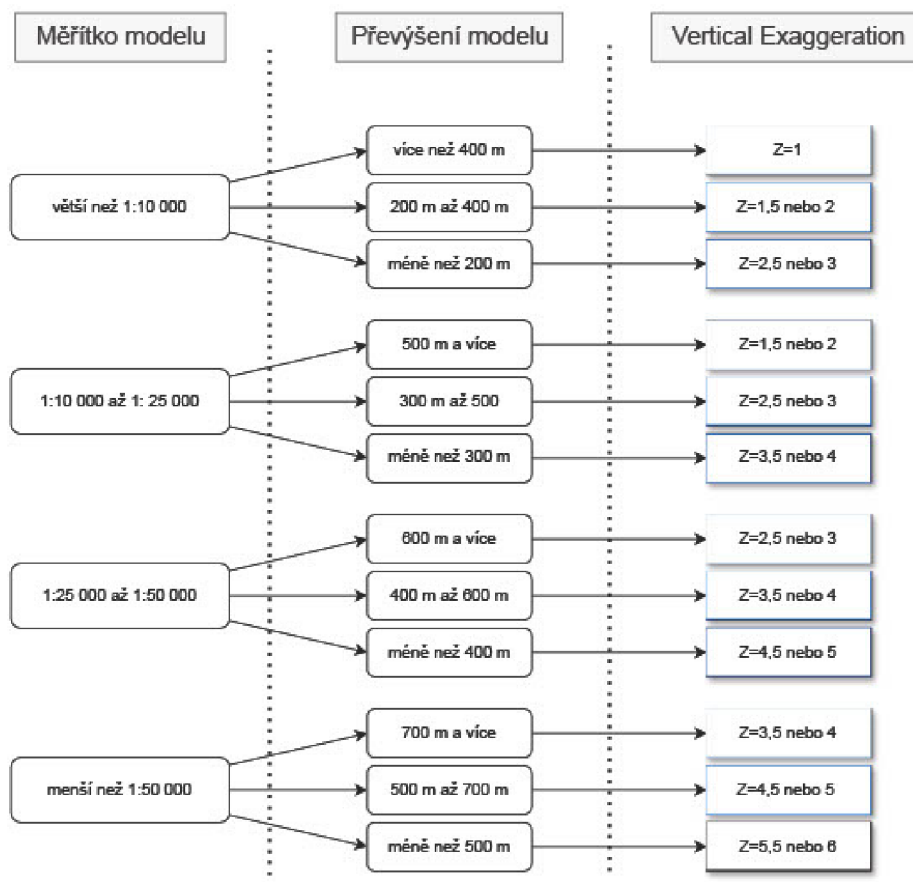 Měřítko modelu
Převýšení modelu
Vertical Exaggeration
větší než 1:10 000
více než 400 m
Z=1
200 m až 400 m
Z=1,5 nebo 2
méně než 200 m
Z=2,5 nebo 3
1:10 000 až 1: 25 000
500 m a více
Z=1,5 nebo 2
300 m až 500
Z=2,5 nebo 3
méně než 300 m
Z=3,5 nebo 4
1:25 000 až 1:50 000
600 m a více
Z=2,5 nebo 3
400 m až 600 m
Z=3,5 nebo 4
méně než 400 m
Z=4,5 nebo 5
menší než 1:50 000
700 m a více
Z=3,5 nebo 4
500 m až 700 m
Z=4,5 nebo 5
méně než 500 m
Z=5,5 nebo 6